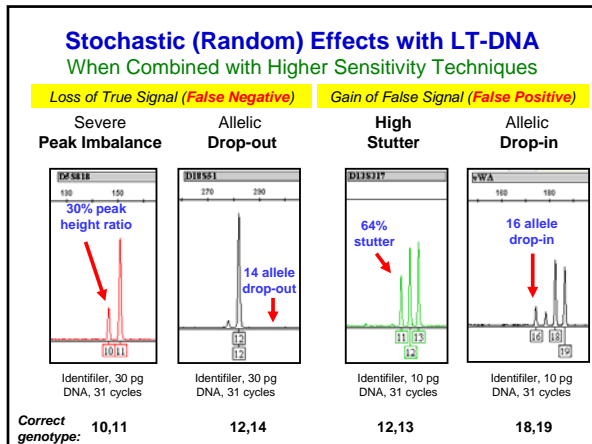 Stochastic (Random) Effects with LT-DNA
When Combined with Higher Sensitivity Techniques
Loss of True Signal (False Negative)
Gain of False Signal (False Positive)
Severe
Peak Imbalance
Allelic
Drop-out
High
Stutter
Allelic
Drop-in
D5S818
130 150
30% peak
height ratio
10 11
D18S51
270 290
14 allele
drop-out
12
12
D13S317
64%
stutter
11 13
12
vWA
160 180
16 allele
drop-in
16 18
19
Identifiler, 30 pg
DNA, 31 cycles
Identifiler, 30 pg
DNA, 31 cycles
Identifiler, 10 pg
DNA, 31 cycles
Identifiler, 10 pg
DNA, 31 cycles
Correct
genotype:
10,11
12,14
12,13
18,19